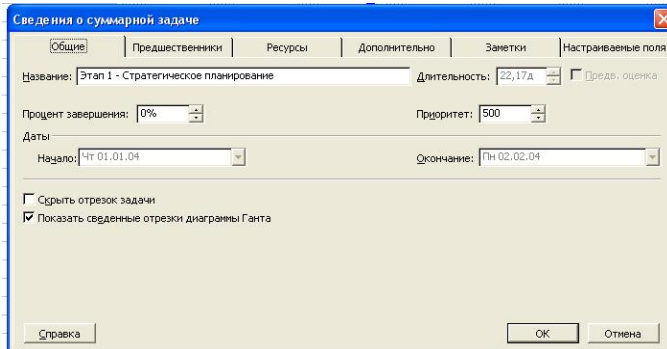 Сведения о суммарной задаче
Общие Предшественники Ресурсы Дополнительно Заметки Настраиваемые поля
Название: Этап 1 - Стратегическое планирование Длительность: 22,17д Предв. оценка
Процент завершения: 0% Приоритет: 500
Даты
Начало: Чт 01.01.04 Окончание: Пн 02.02.04
Скрыть отрезок задачи
Показать сведенные отрезки диаграммы Ганта
Справка ОК Отмена